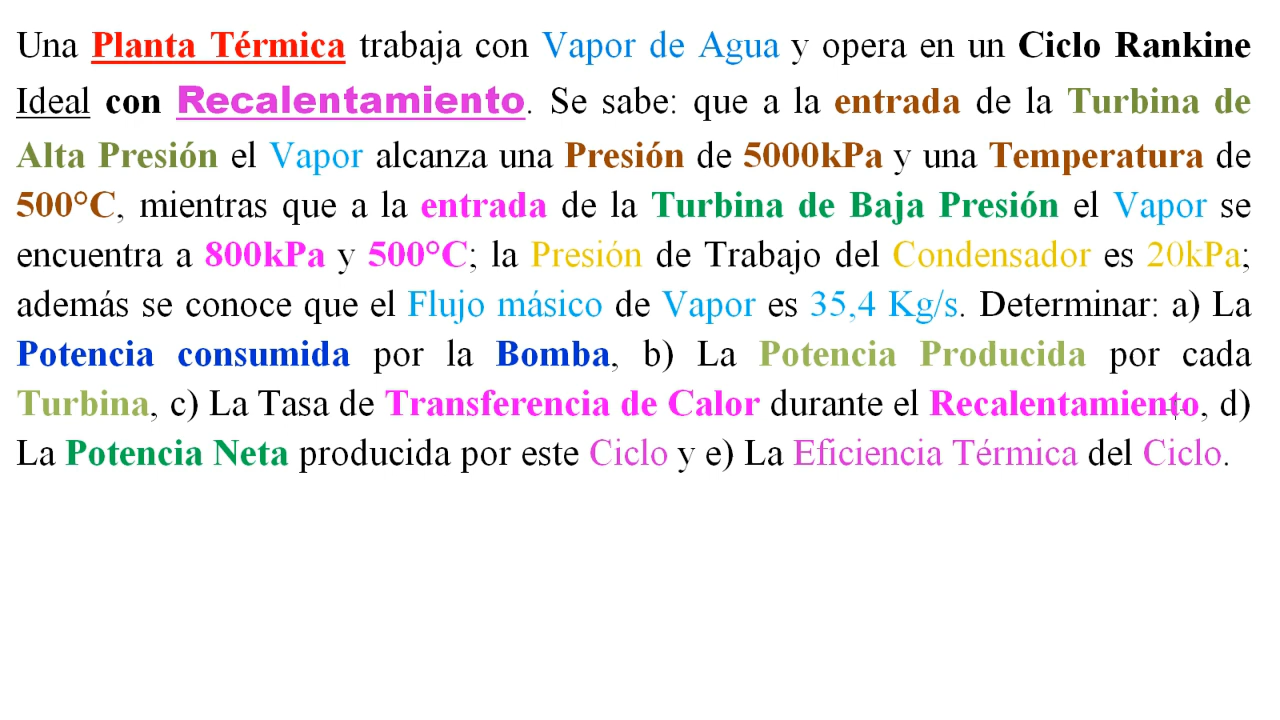 Una Planta Térmica trabaja con Vapor de Agua y opera en un Ciclo Rankine
Ideal con Recalentamiento. Se sabe: que a la entrada de la Turbina de
Alta Presión el Vapor alcanza una Presión de 5000kPa y una Temperatura de
500°C, mientras que a la entrada de la Turbina de Baja Presión el Vapor se
encuentra a 800kPa y 500°C; la Presión de Trabajo del Condensador es 20kPa;
además se conoce que el Flujo másico de Vapor es 35,4 Kg/s. Determinar: a) La
Potencia consumida por la Bomba, b) La Potencia Producida por cada
Turbina, c) La Tasa de Transferencia de Calor durante el Recalentamiento, d)
La Potencia Neta producida por este Ciclo y e) La Eficiencia Térmica del Ciclo.